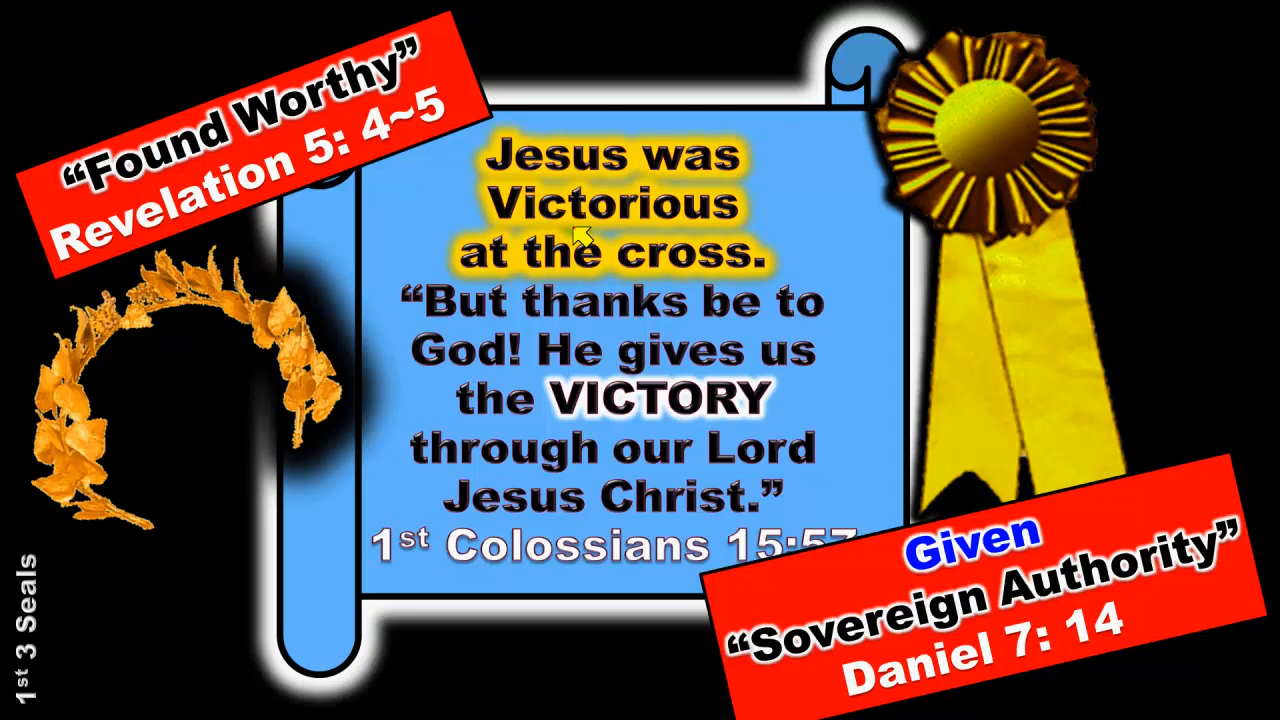 “Found Worthy”
Revelation 5: 4~5
Jesus was
Victorious
at the cross.
“But thanks be to
God! He gives us
the VICTORY
through our Lord
Jesus Christ.”
1st Colossians 15:57
Given
“Sovereign Authority”
Daniel 7: 14
1st 3 Seals